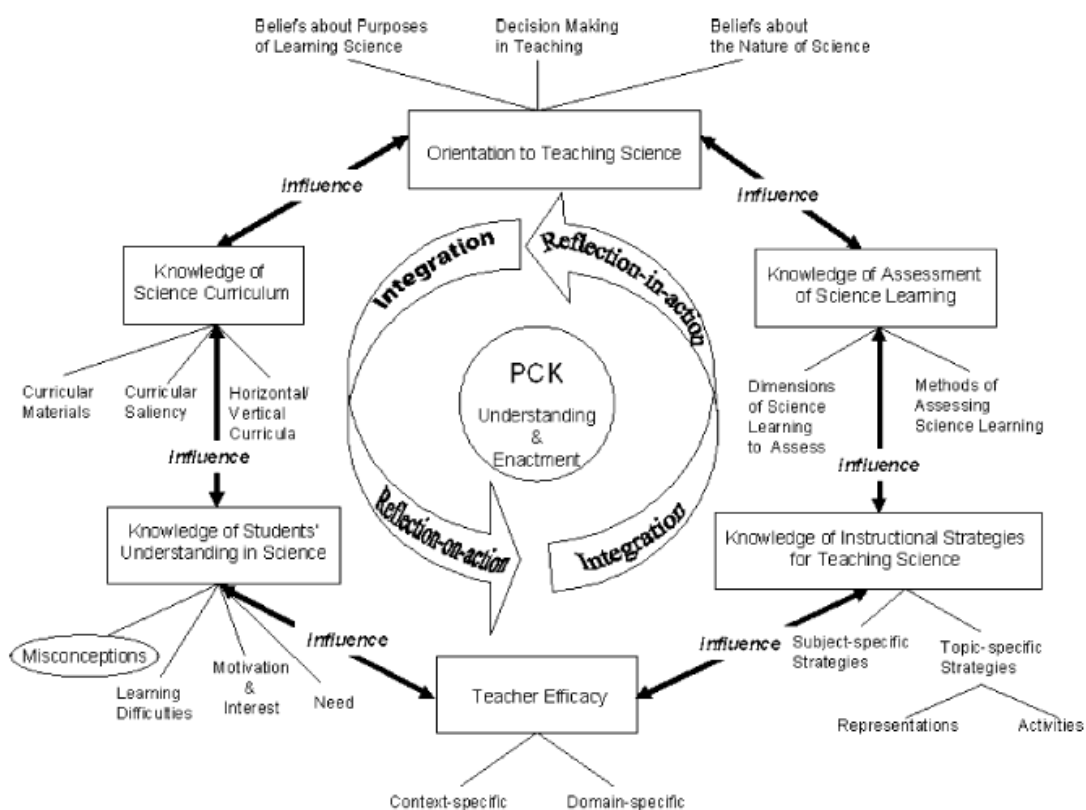 Beliefs about Purposes
of Learning Science
Decision Making
in Teaching
Beliefs about
the Nature of Science
Orientation to Teaching Science
Influence
Influence
Knowledge of
Science Curriculum
Integration
Reflection-in-action
Knowledge of Assessment
of Science Learning
PCK
Understanding
&
Enactment
Curricular
Materials
Curricular
Saliency
Horizontal/
Vertical
Curricula
Dimensions
of Science
Learning
to Assess
Methods of
Assessing
Science Learning
Influence
Influence
Knowledge of Students'
Understanding in Science
Reflection-on-action
Integration
Knowledge of Instructional Strategies
for Teaching Science
Influence
Influence
Misconceptions
Learning
Difficulties
Motivation
&
Interest
Need
Subject-specific
Strategies
Topic-specific
Strategies
Teacher Efficacy
Representations
Activities
Context-specific
Domain-specific